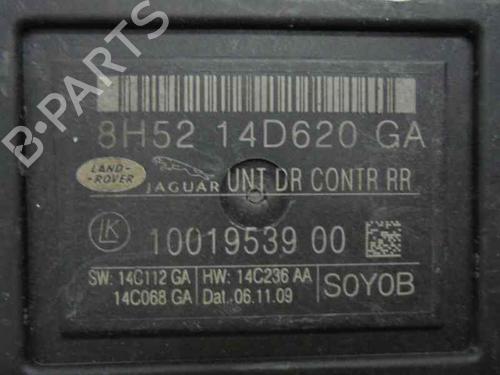 B-PARTS
8H52 14D620 GA
LAND-
-ROVER
JAGUAR UNT DR CONTR RR
LK 10019539 00
SW: 14C112 GA HW: 14C236 AA
14C068 GA Dat. 06.11.09
SOYOB